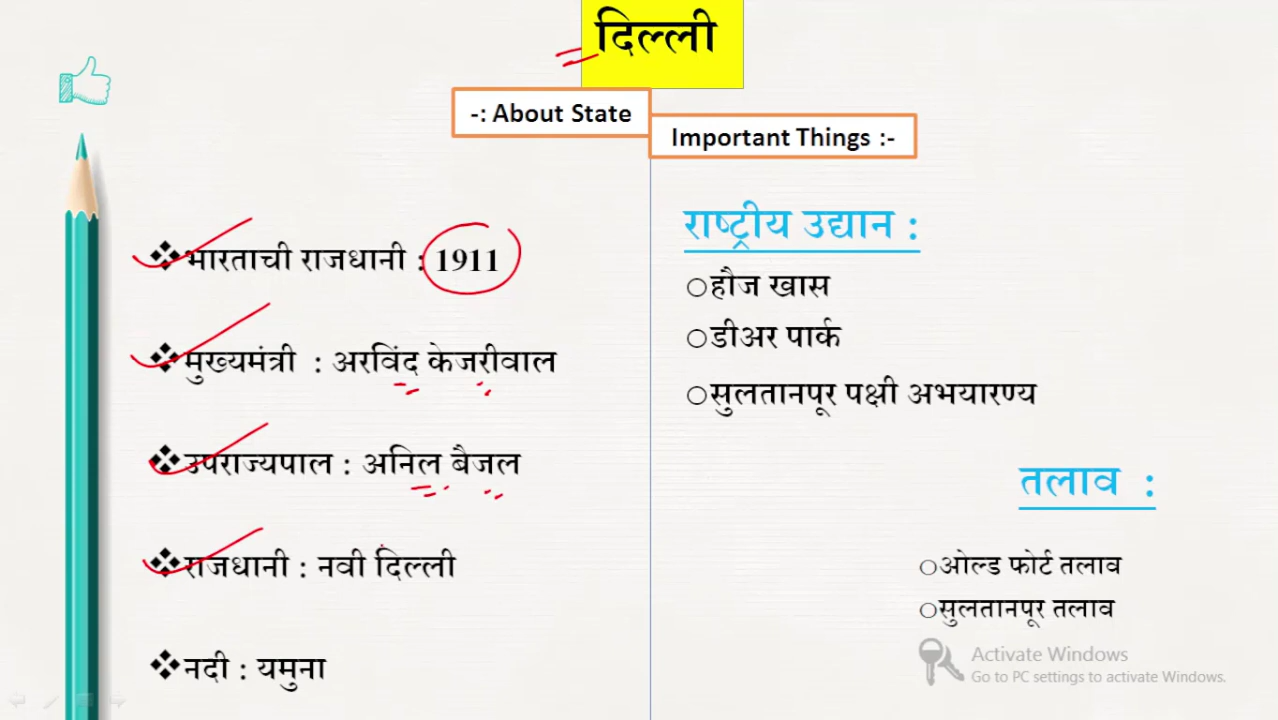 दिल्ली
-: About State
Important Things :-
भारताची राजधानी : 1911
मुख्यमंत्री : अरविंद केजरीवाल
उपराज्यपाल : अनिल बैजल
राजधानी : नवी दिल्ली
नदी : यमुना
राष्ट्रीय उद्यान :
हौज खास
डीअर पार्क
सुलतानपूर पक्षी अभयारण्य
तलाव :
ओल्ड फोर्ट तलाव
सुलतानपूर तलाव
Activate Windows
Go to PC settings to activate Windows.